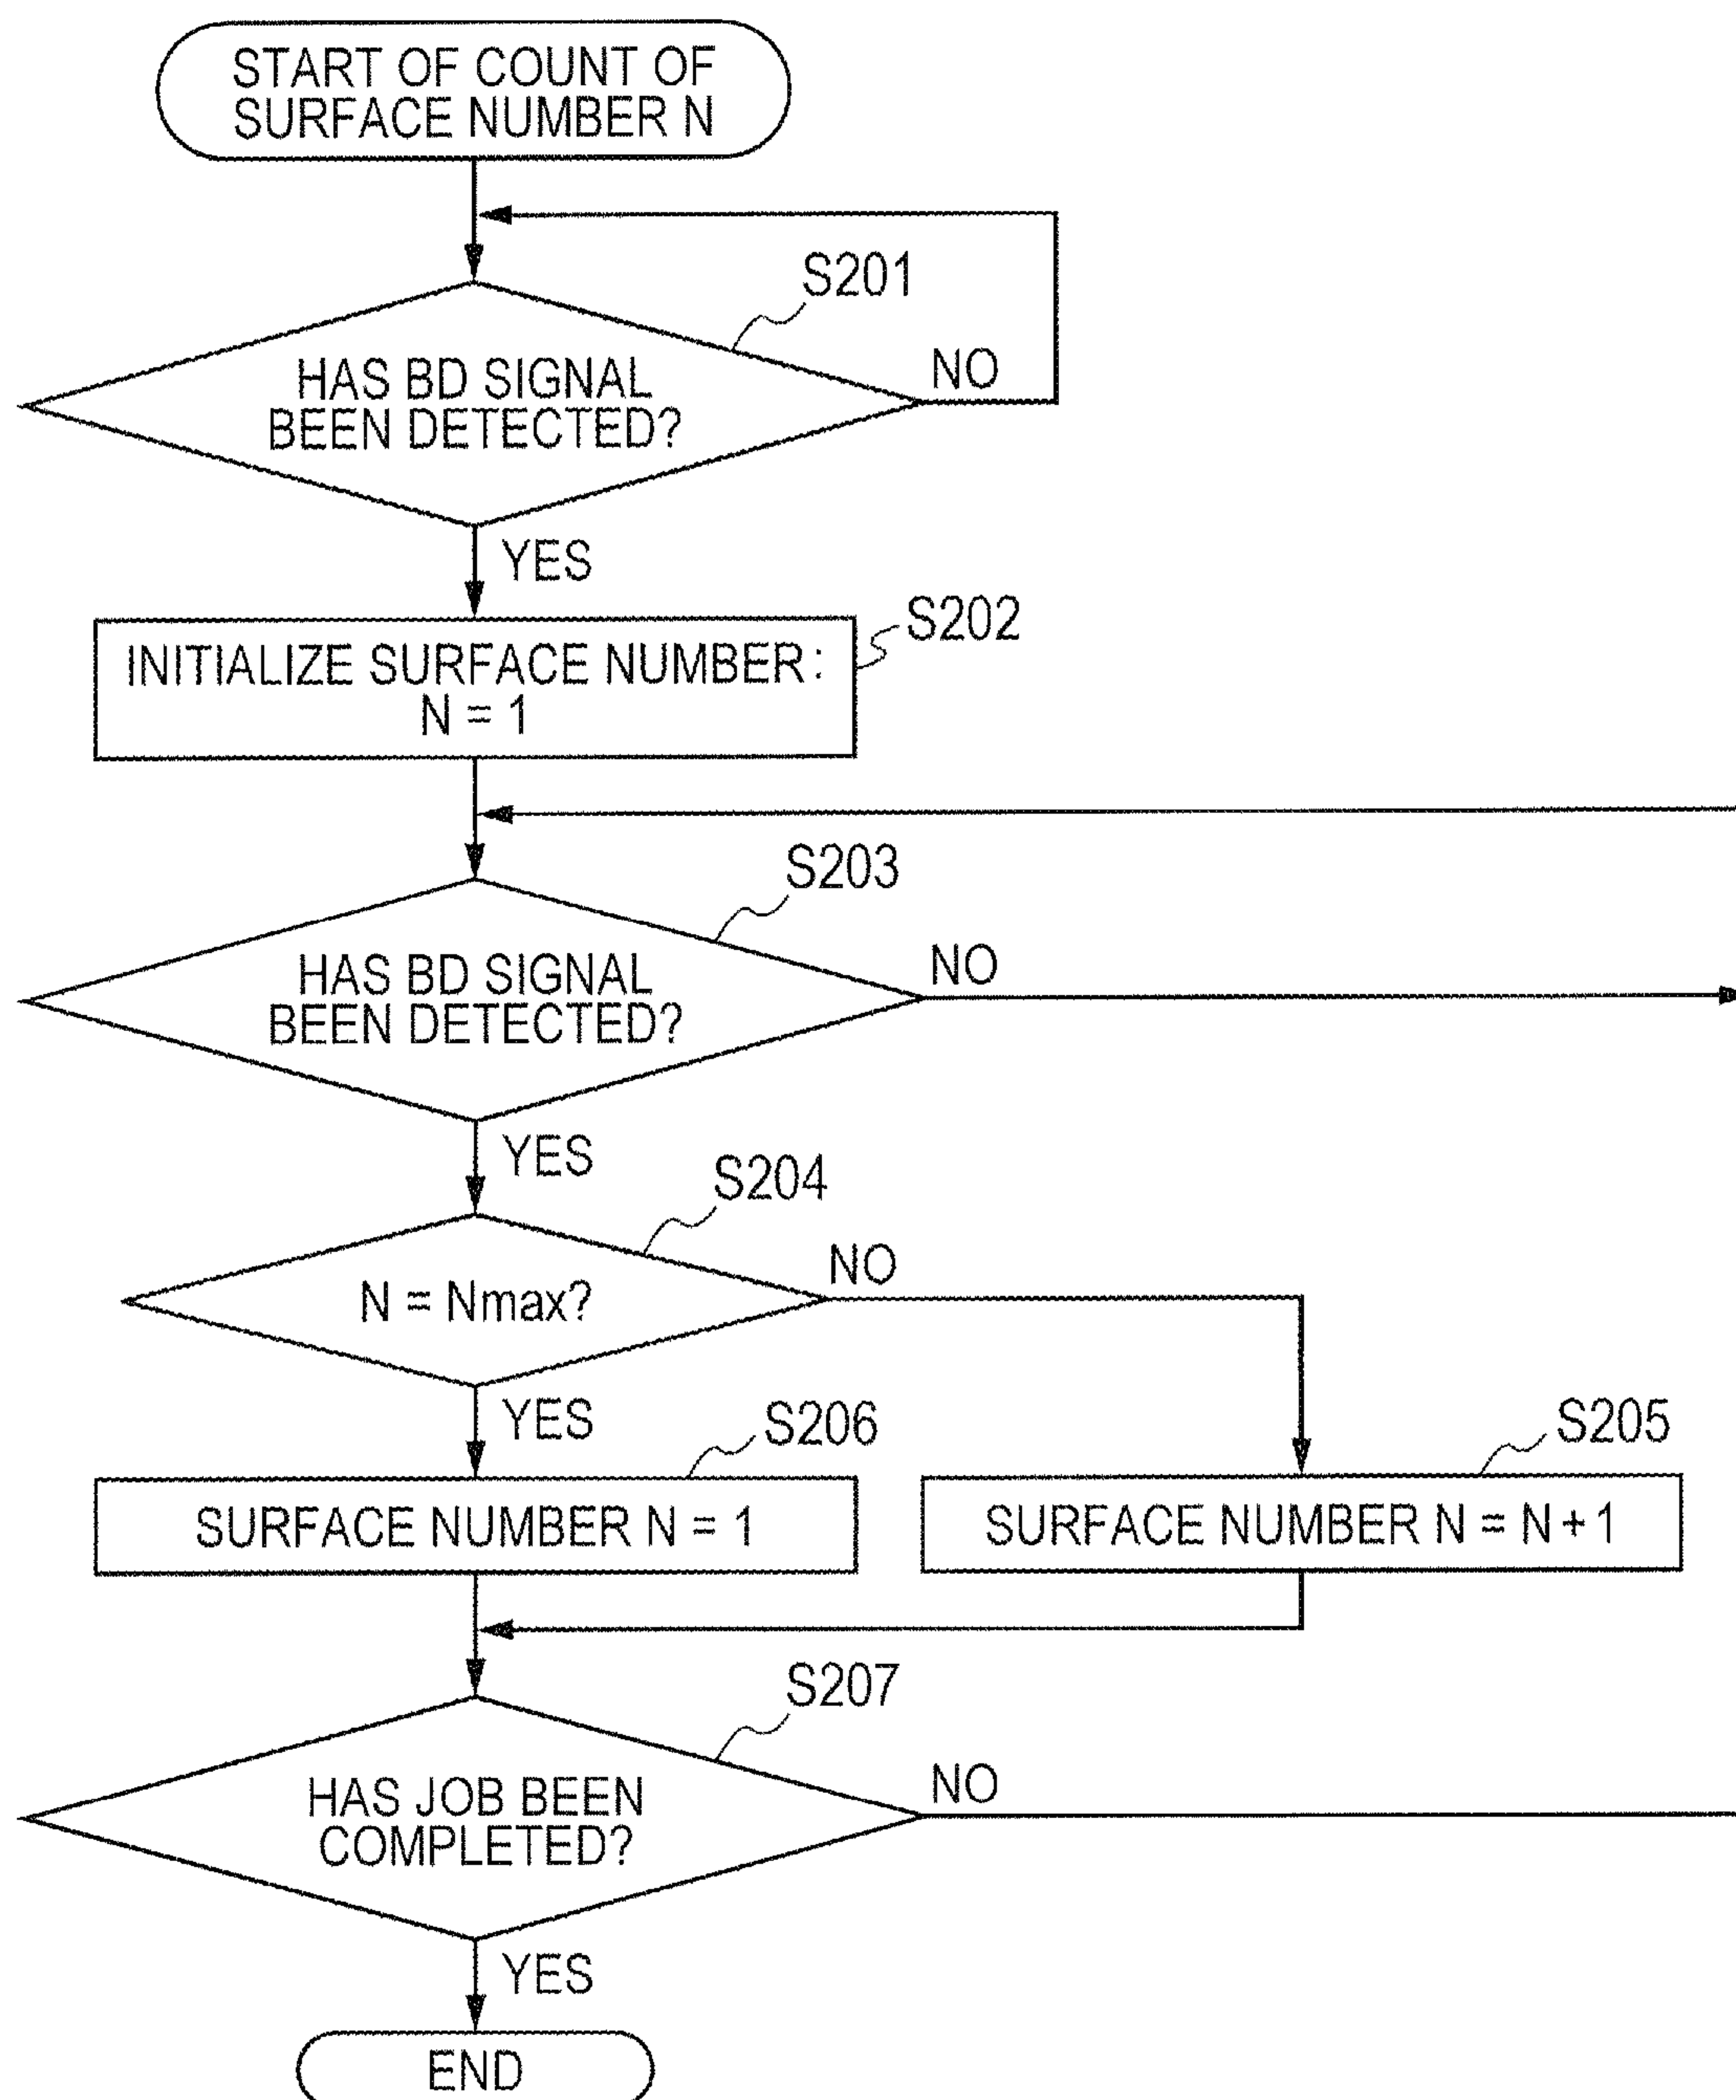 START OF COUNT OF
SURFACE NUMBER N
S201
HAS BD SIGNAL
BEEN DETECTED?
NO
YES
S202
INITIALIZE SURFACE NUMBER:
N = 1
S203
HAS BD SIGNAL
BEEN DETECTED?
NO
YES
S204
N = Nmax?
NO
YES
S206
S205
SURFACE NUMBER N = 1
SURFACE NUMBER N = N + 1
S207
HAS JOB BEEN
COMPLETED?
NO
YES
END